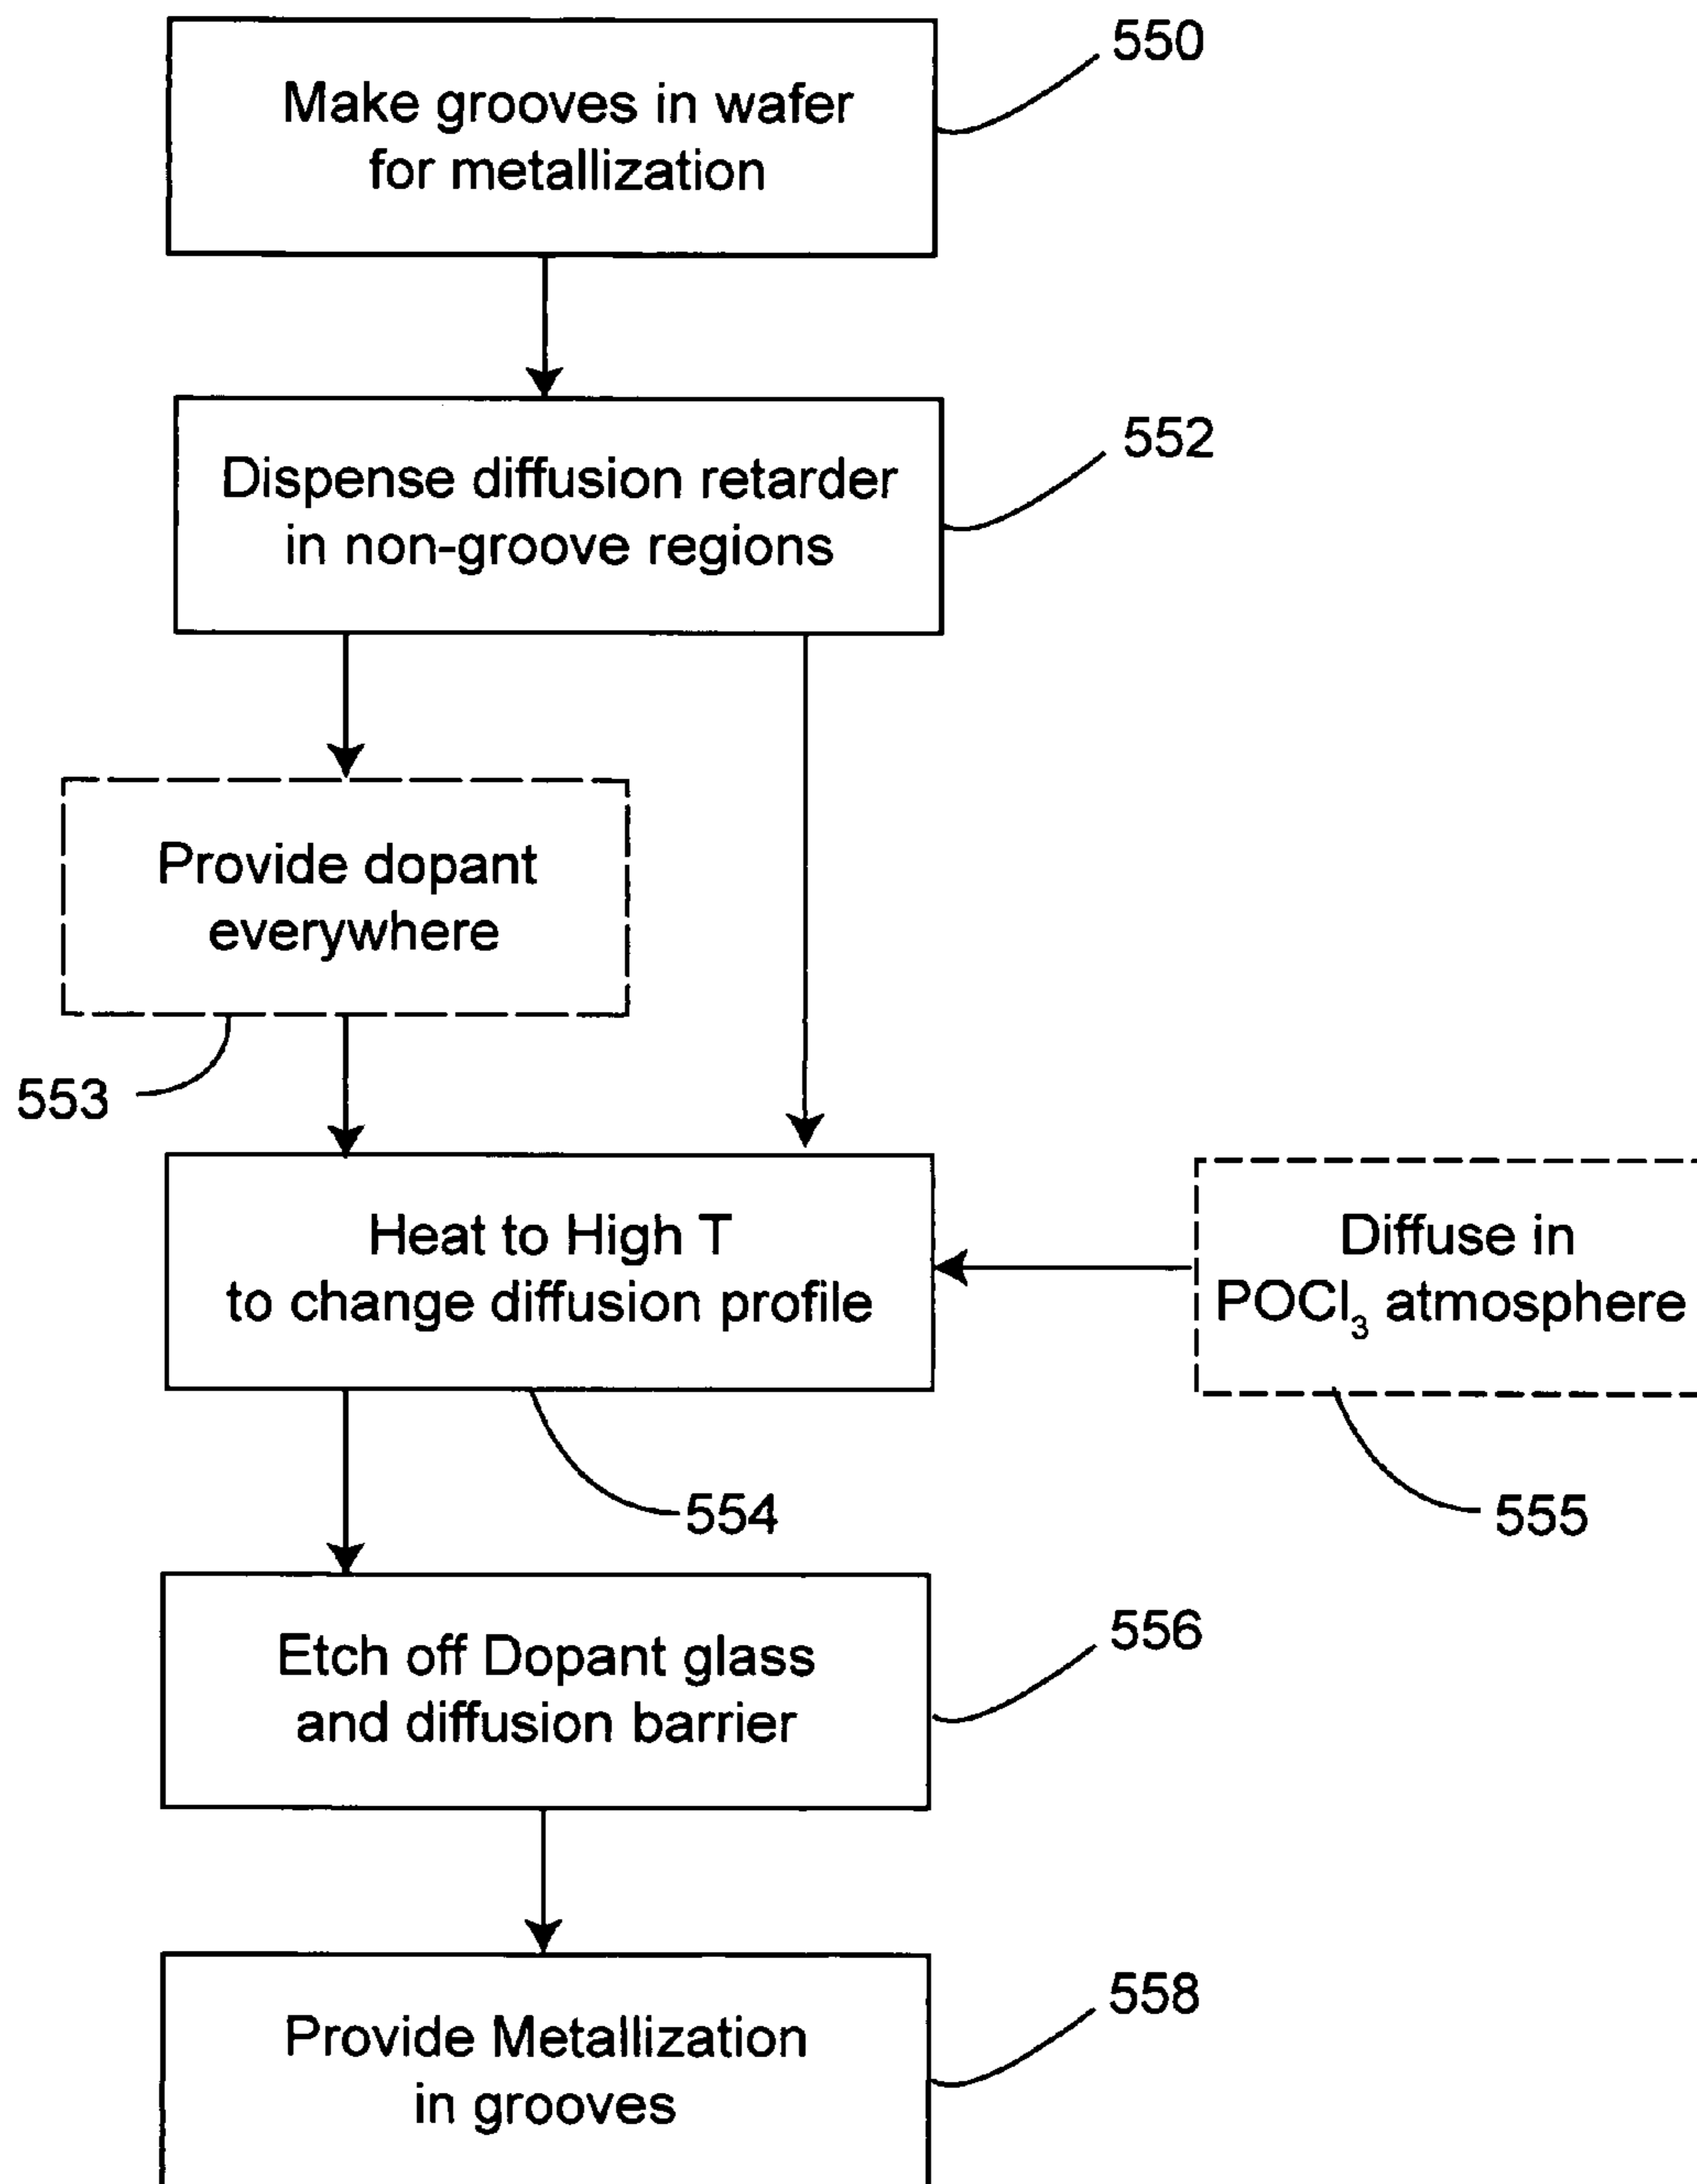 Make grooves in wafer
for metallization
550
Dispense diffusion retarder
in non-groove regions
552
Provide dopant
everywhere
553
Heat to High T
to change diffusion profile
554
Diffuse in
POCl₃ atmosphere
555
Etch off Dopant glass
and diffusion barrier
556
Provide Metallization
in grooves
558